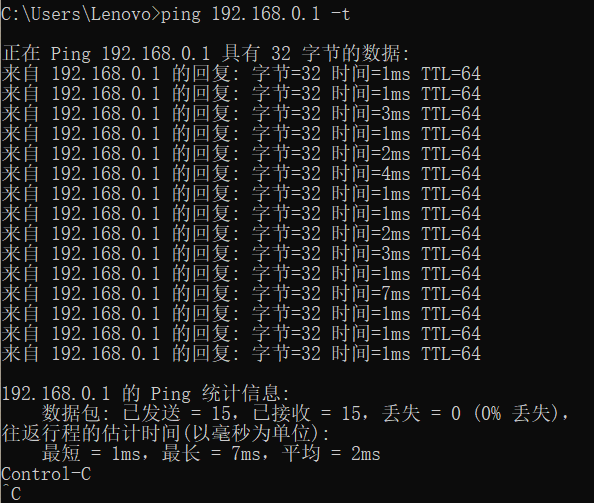 C:\Users\Lenovo>ping 192.168.0.1 -t
正在 Ping 192.168.0.1 具有 32 字节的数据:
来自 192.168.0.1 的回复: 字节=32 时间=1ms TTL=64
来自 192.168.0.1 的回复: 字节=32 时间=1ms TTL=64
来自 192.168.0.1 的回复: 字节=32 时间=3ms TTL=64
来自 192.168.0.1 的回复: 字节=32 时间=1ms TTL=64
来自 192.168.0.1 的回复: 字节=32 时间=2ms TTL=64
来自 192.168.0.1 的回复: 字节=32 时间=4ms TTL=64
来自 192.168.0.1 的回复: 字节=32 时间=1ms TTL=64
来自 192.168.0.1 的回复: 字节=32 时间=1ms TTL=64
来自 192.168.0.1 的回复: 字节=32 时间=2ms TTL=64
来自 192.168.0.1 的回复: 字节=32 时间=3ms TTL=64
来自 192.168.0.1 的回复: 字节=32 时间=1ms TTL=64
来自 192.168.0.1 的回复: 字节=32 时间=7ms TTL=64
来自 192.168.0.1 的回复: 字节=32 时间=1ms TTL=64
来自 192.168.0.1 的回复: 字节=32 时间=1ms TTL=64
来自 192.168.0.1 的回复: 字节=32 时间=1ms TTL=64
192.168.0.1 的 Ping 统计信息:
数据包: 已发送 = 15，已接收 = 15，丢失 = 0 (0% 丢失)，
往返行程的估计时间(以毫秒为单位):
最短 = 1ms，最长 = 7ms，平均 = 2ms
Control-C
^C